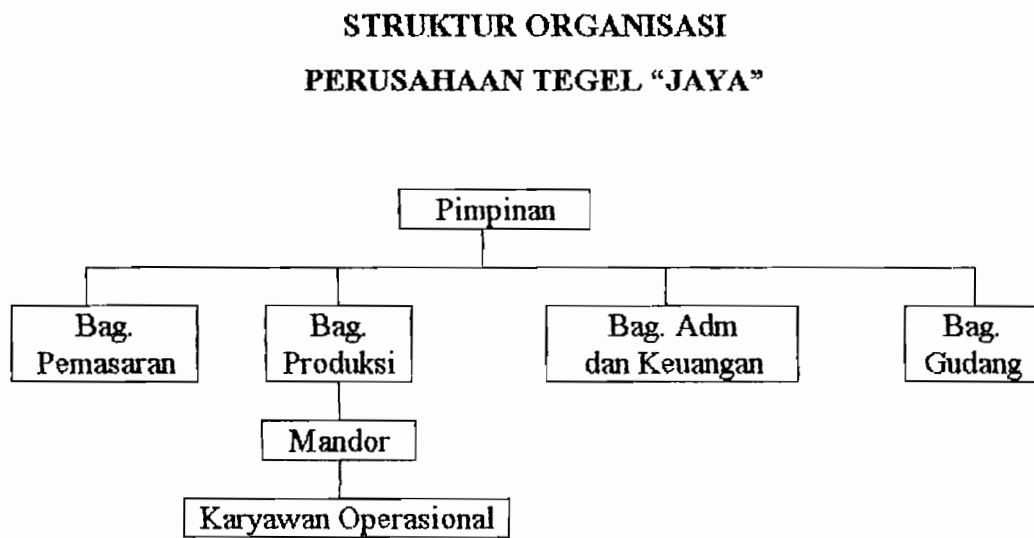 STRUKTUR ORGANISASI
PERUSAHAAN TEGEL “JAYA”
Pimpinan
Bag.
Pemasaran
Bag.
Produksi
Bag. Adm
dan Keuangan
Bag.
Gudang
Mandor
Karyawan Operasional